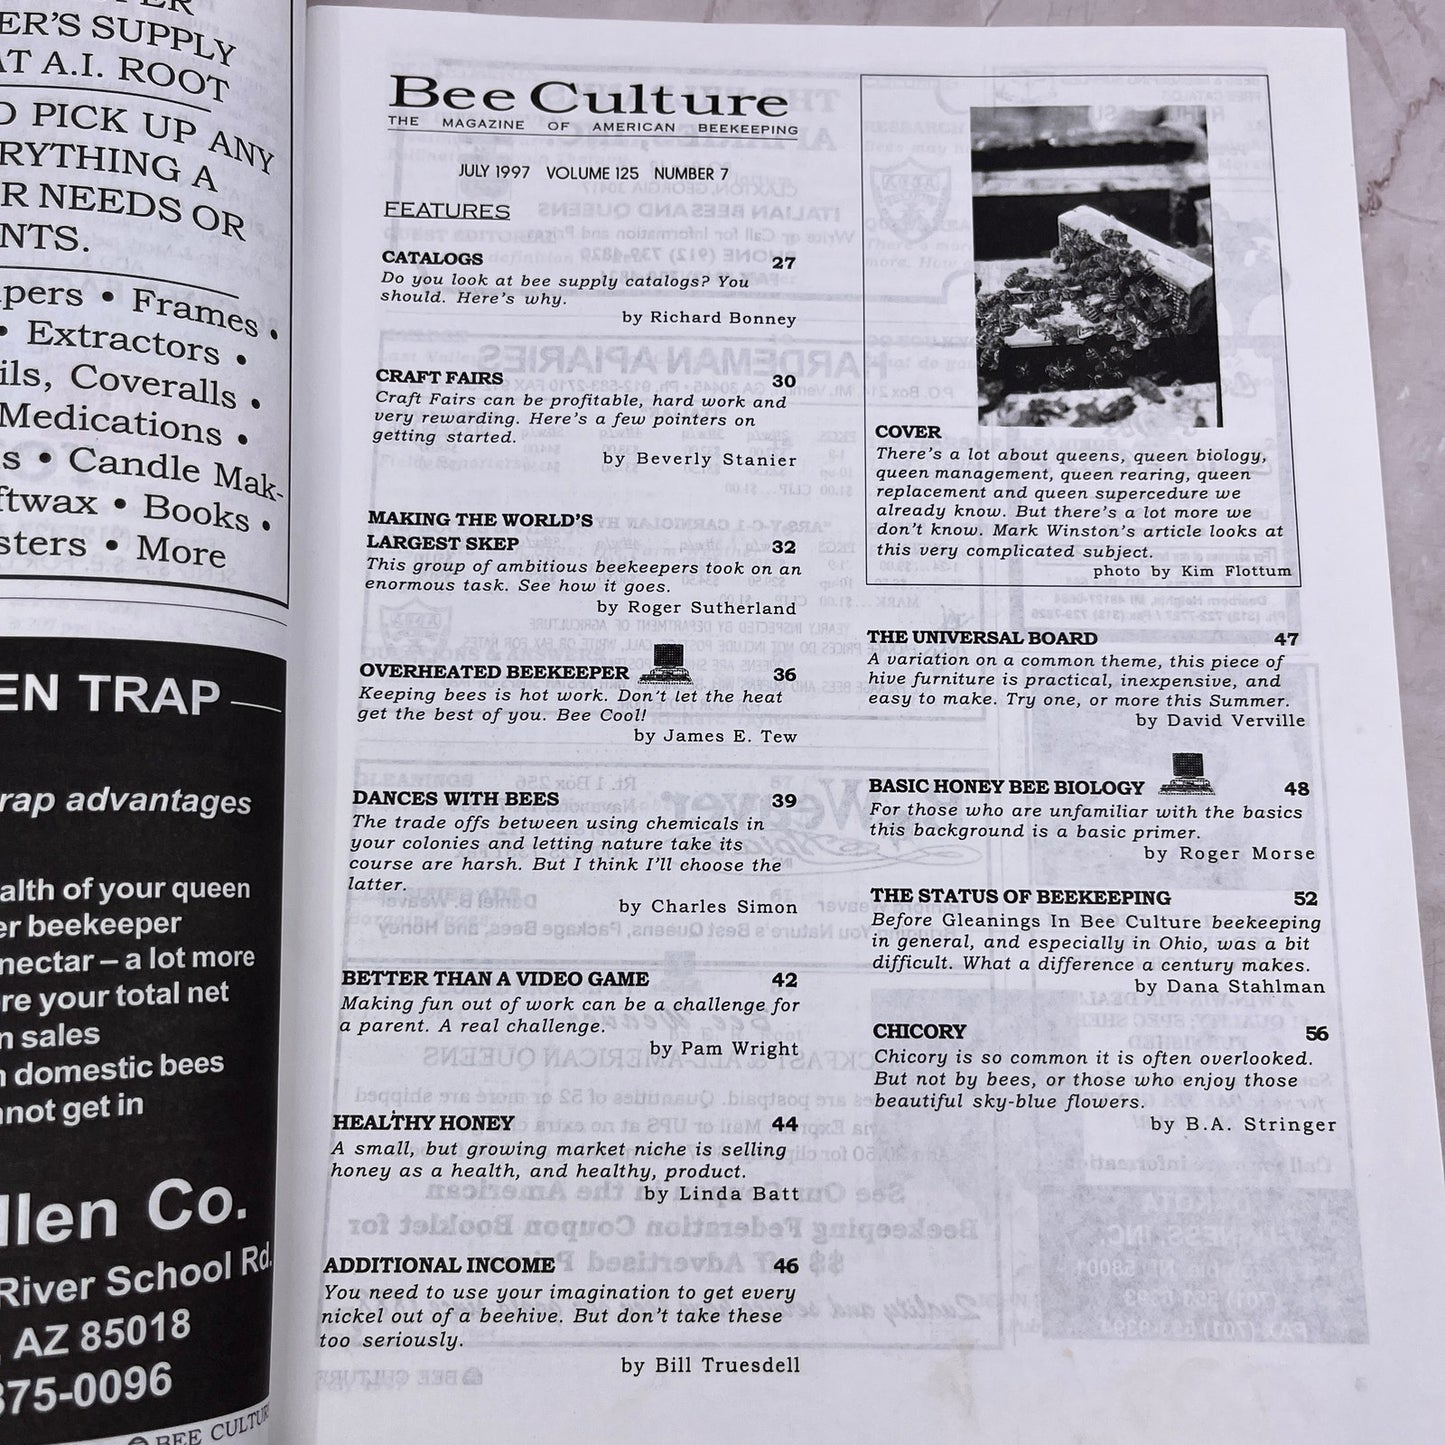 ER'S SUPPLY
AT A.I. ROOT
PICK UP ANY
A
NEEDS OR
• Frames •
• Extractors •
Coveralls •
Medications •
• Candle Mak-
• Books •
• More
TRAP
advantages
of your queen
beekeeper
nectar – a lot more
your total net
sales
domestic bees
get in
Co.
River School Rd.
AZ 85018
375-0096
BEE CULTURE
Bee Culture
THE MAGAZINE OF AMERICAN BEEKEEPING
JULY 1997 VOLUME 125 NUMBER 7
FEATURES
CATALOGS 27
Do you look at bee supply catalogs? You
should. Here's why.
by Richard Bonney
CRAFT FAIRS 30
Craft Fairs can be profitable, hard work and
very rewarding. Here's a few pointers on
getting started.
by Beverly Stanier
MAKING THE WORLD'S
LARGEST SKEP 32
This group of ambitious beekeepers took on an
enormous task. See how it goes.
by Roger Sutherland
OVERHEATED BEEKEEPER 36
Keeping bees is hot work. Don't let the heat
get the best of you. Bee Cool!
by James E. Tew
DANCES WITH BEES 39
The trade offs between using chemicals in
your colonies and letting nature take its
course are harsh. But I think I'll choose the
latter.
by Charles Simon
BETTER THAN A VIDEO GAME 42
Making fun out of work can be a challenge for
a parent. A real challenge.
by Pam Wright
HEALTHY HONEY 44
A small, but growing market niche is selling
honey as a health, and healthy, product.
by Linda Batt
ADDITIONAL INCOME 46
You need to use your imagination to get every
nickel out of a beehive. But don't take these
too seriously.
by Bill Truesdell
COVER
There's a lot about queens, queen biology,
queen management, queen rearing, queen
replacement and queen supercedure we
already know. But there's a lot more we
don't know. Mark Winston's article looks at
this very complicated subject.
photo by Kim Flottum
THE UNIVERSAL BOARD 47
A variation on a common theme, this piece of
hive furniture is practical, inexpensive, and
easy to make. Try one, or more this Summer.
by David Verville
BASIC HONEY BEE BIOLOGY 48
For those who are unfamiliar with the basics
this background is a basic primer.
by Roger Morse
THE STATUS OF BEEKEEPING 52
Before Gleanings In Bee Culture beekeeping
in general, and especially in Ohio, was a bit
difficult. What a difference a century makes.
by Dana Stahlman
CHICORY 56
Chicory is so common it is often overlooked.
But not by bees, or those who enjoy those
beautiful sky-blue flowers.
by B.A. Stringer